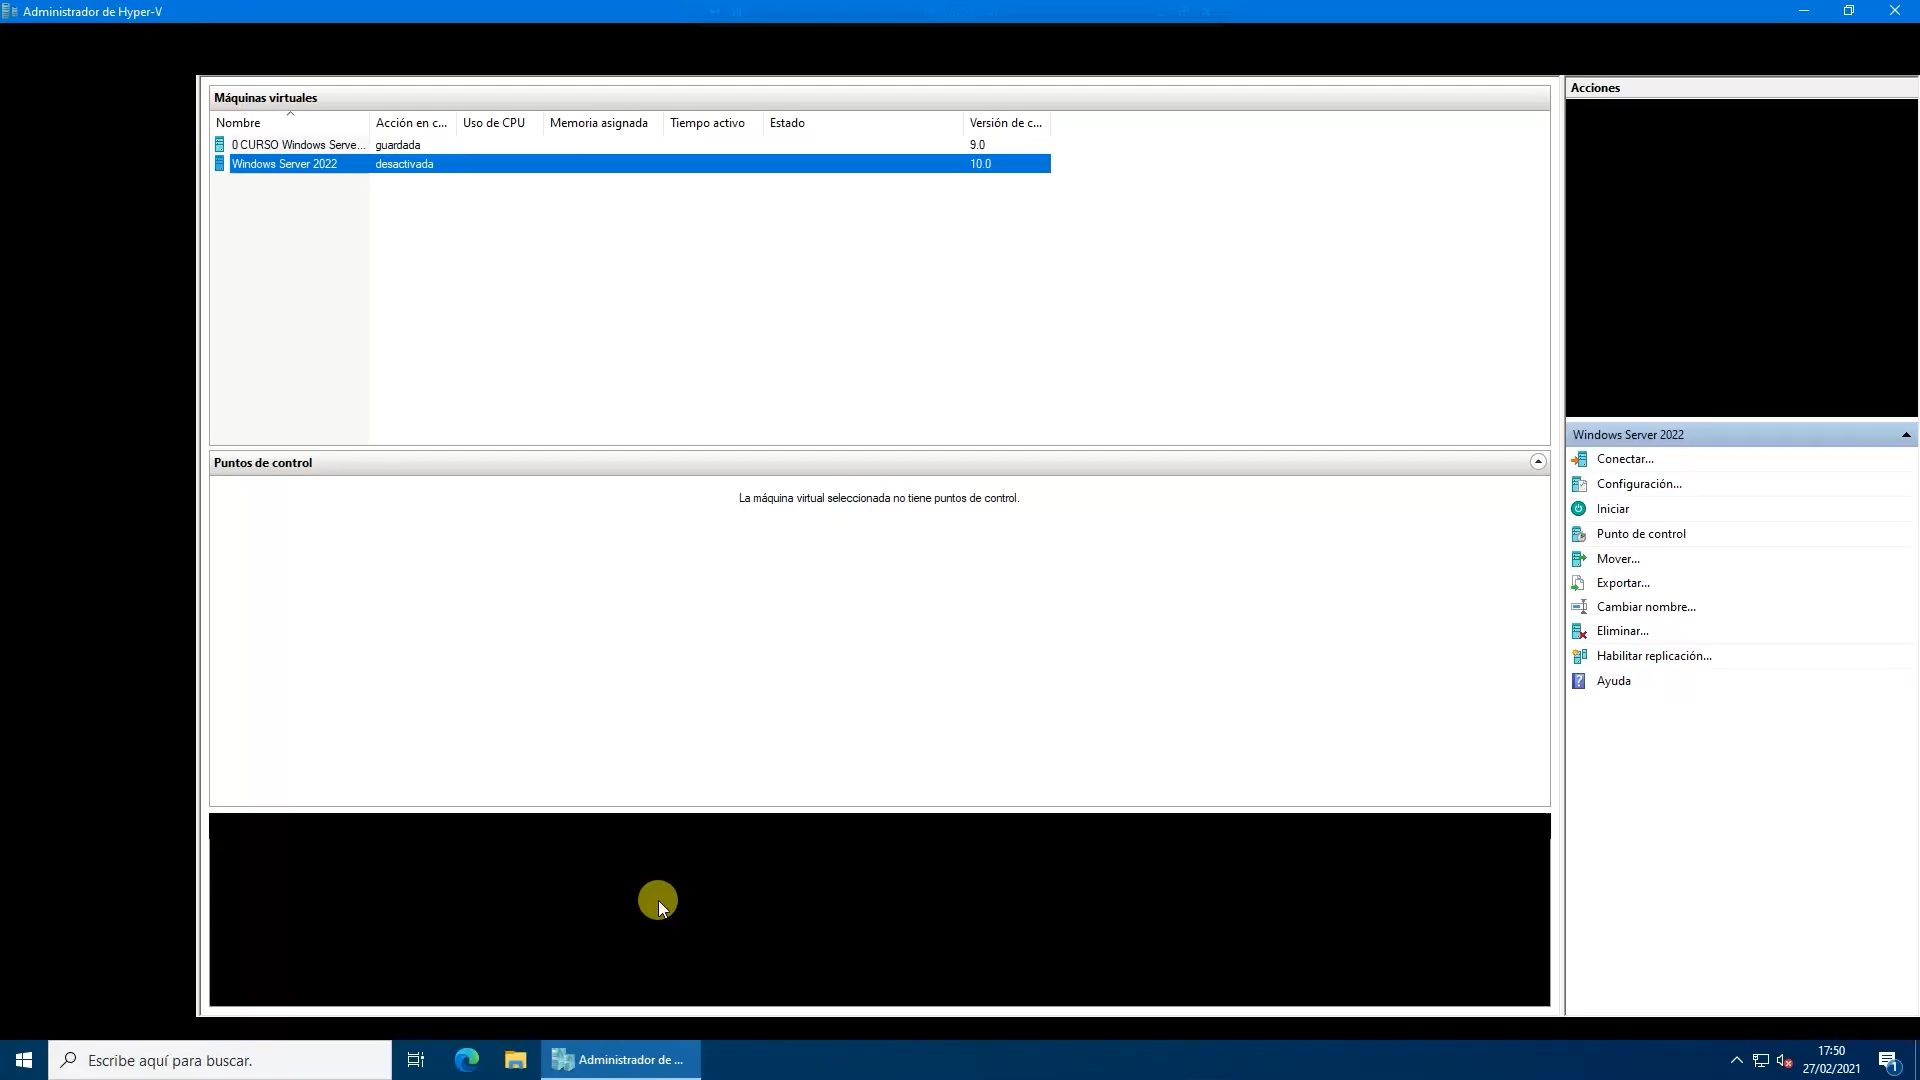 Administrador de Hyper-V
Máquinas virtuales
Nombre Acción en c... Uso de CPU Memoria asignada Tiempo activo Estado Versión de c...
0 CURSO Windows Serve... guardada 9.0
Windows Server 2022 desactivada 10.0
Puntos de control
La máquina virtual seleccionada no tiene puntos de control.
Acciones
Windows Server 2022
Conectar...
Configuración...
Iniciar
Punto de control
Mover...
Exportar...
Cambiar nombre...
Eliminar...
Habilitar replicación...
Ayuda
Escribe aquí para buscar.
Administrador de ...
17:50
27/02/2021
1